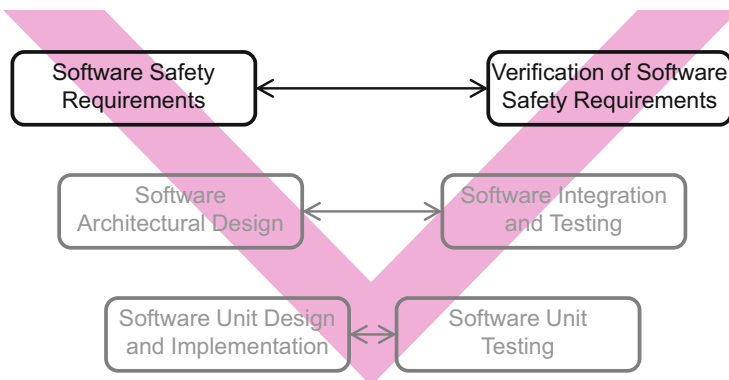 Software Safety
Requirements
Verification of Software
Safety Requirements
Software
Architectural Design
Software Integration
and Testing
Software Unit Design
and Implementation
Software Unit
Testing